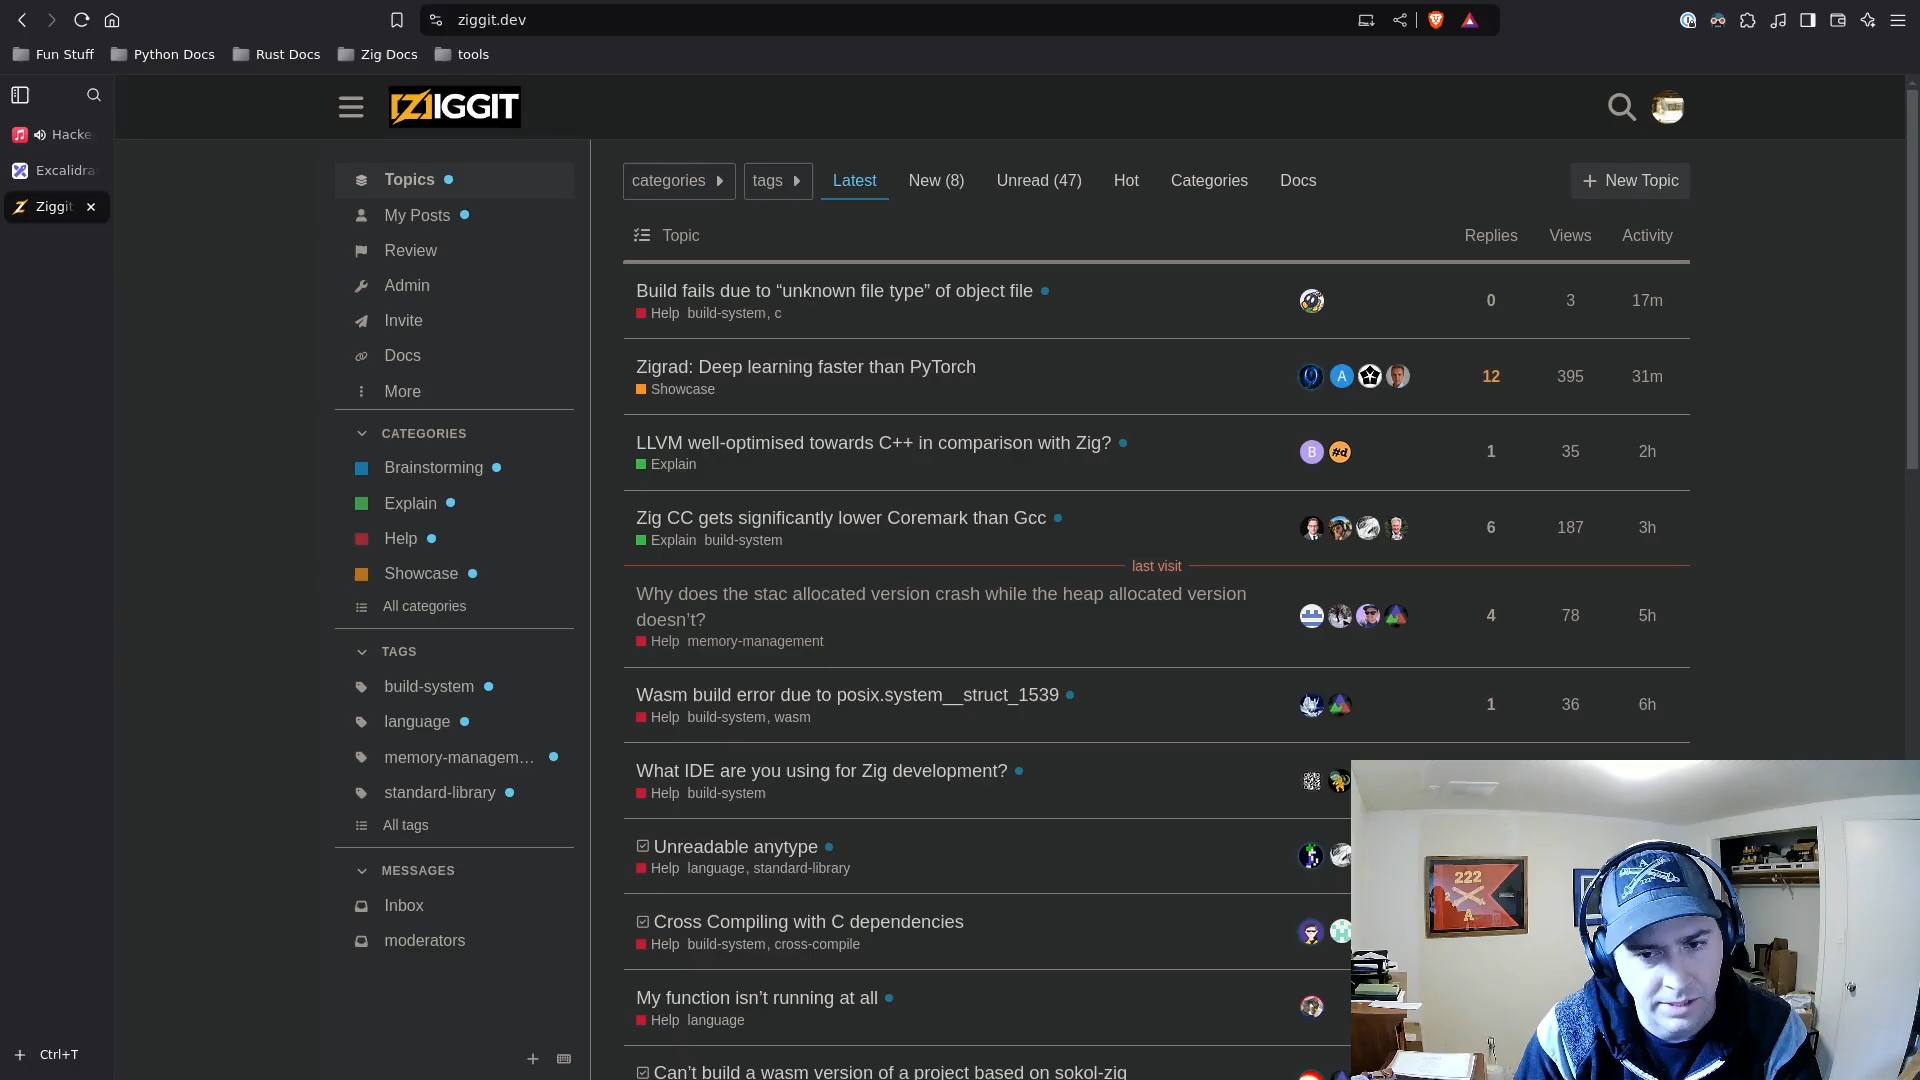 ziggit.dev
Fun Stuff
Python Docs
Rust Docs
Zig Docs
tools
Hacke
Excalidra
Ziggit
Ctrl+T
ZIGGIT
Topics
My Posts
Review
Admin
Invite
Docs
More
CATEGORIES
Brainstorming
Explain
Help
Showcase
All categories
TAGS
build-system
language
memory-managem…
standard-library
All tags
MESSAGES
Inbox
moderators
categories
tags
Latest
New (8)
Unread (47)
Hot
Categories
Docs
+ New Topic
Topic Replies Views Activity
Build fails due to “unknown file type” of object file
Help build-system, c
0 3 17m
Zigrad: Deep learning faster than PyTorch
Showcase
A
12 395 31m
LLVM well-optimised towards C++ in comparison with Zig?
Explain
B #d
1 35 2h
Zig CC gets significantly lower Coremark than Gcc
Explain build-system
6 187 3h
last visit
Why does the stac allocated version crash while the heap allocated version
doesn’t?
Help memory-management
4 78 5h
Wasm build error due to posix.system__struct_1539
Help build-system, wasm
1 36 6h
What IDE are you using for Zig development?
Help build-system
Unreadable anytype
Help language, standard-library
Cross Compiling with C dependencies
Help build-system, cross-compile
My function isn’t running at all
Help language
Can’t build a wasm version of a project based on sokol-zig
222
2
A
A